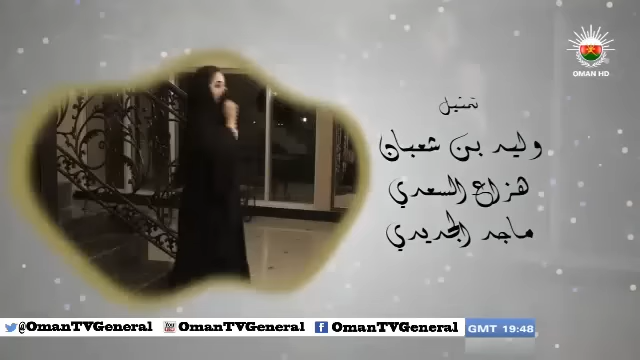 OMAN HD
تمثيل
وليد بن شعبان
هزاع السعدي
ماجد الجديدي
@OmanTVGeneral OmanTVGeneral OmanTVGeneral GMT 19:48